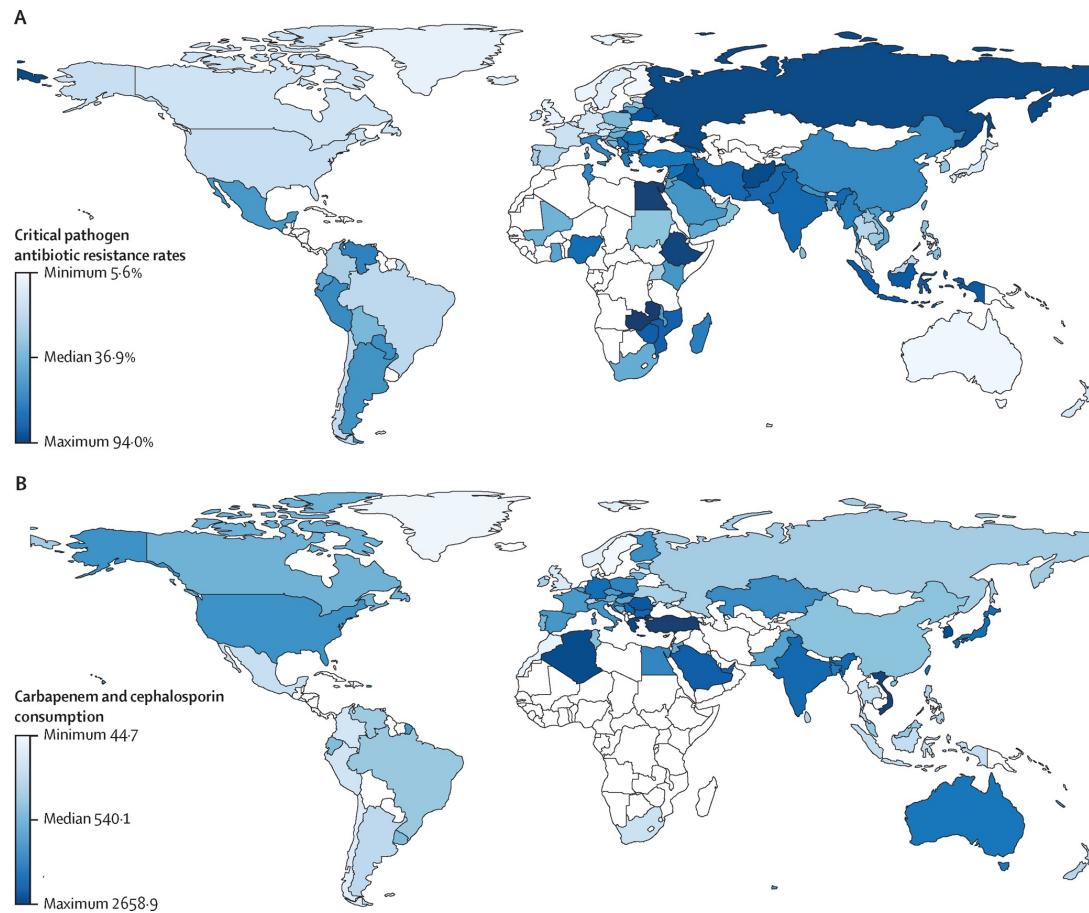 A
Critical pathogen
antibiotic resistance rates
Minimum 5·6%
Median 36·9%
Maximum 94·0%
B
Carbapenem and cephalosporin
consumption
Minimum 44·7
Median 540·1
Maximum 2658·9